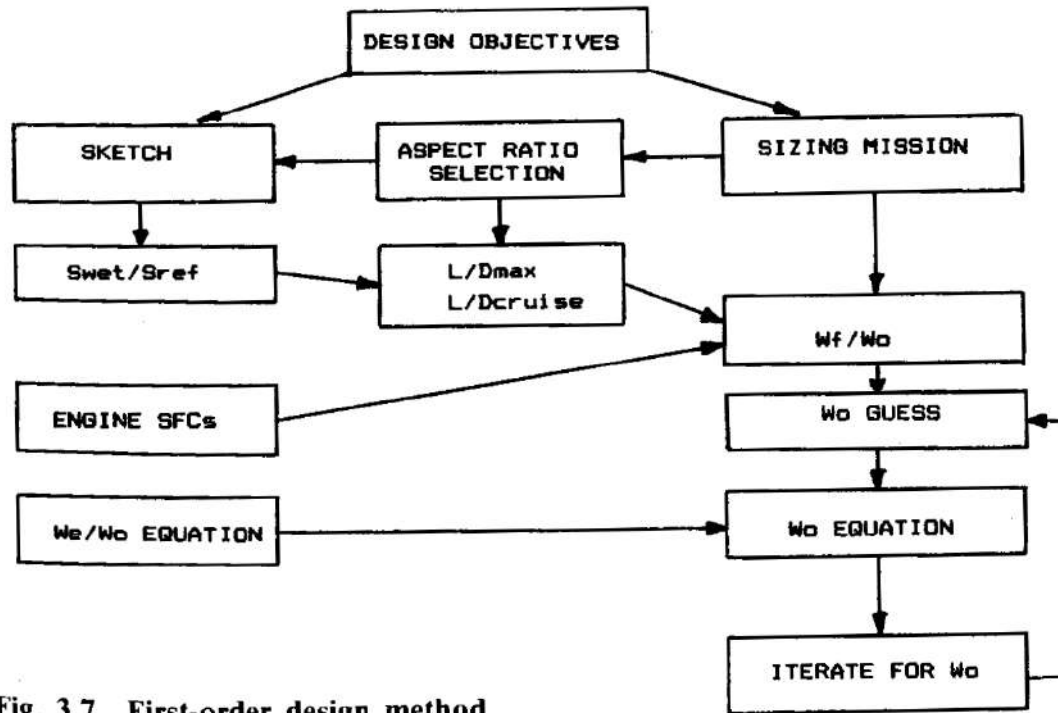 DESIGN OBJECTIVES
SKETCH
ASPECT RATIO
SELECTION
SIZING MISSION
Swet/Sref
L/Dmax
L/Dcruise
Wf/Wo
ENGINE SFCs
Wo GUESS
We/Wo EQUATION
Wo EQUATION
ITERATE FOR Wo
Fig. 3.7 First-order design method